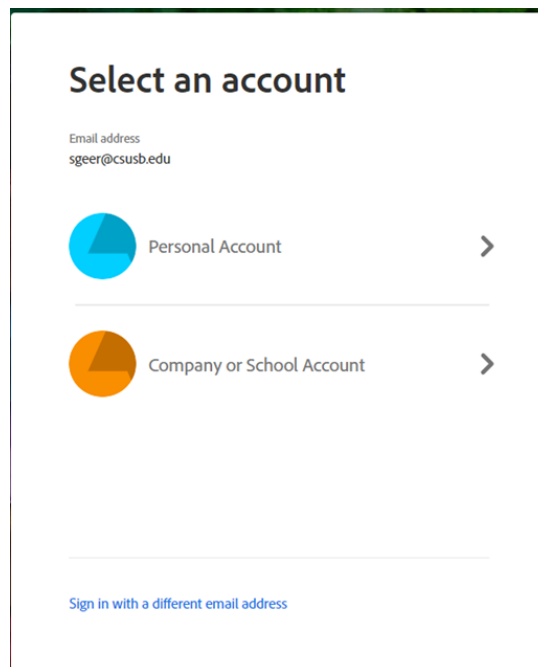 Select an account
Email address
sgeer@csusb.edu
Personal Account
Company or School Account
Sign in with a different email address